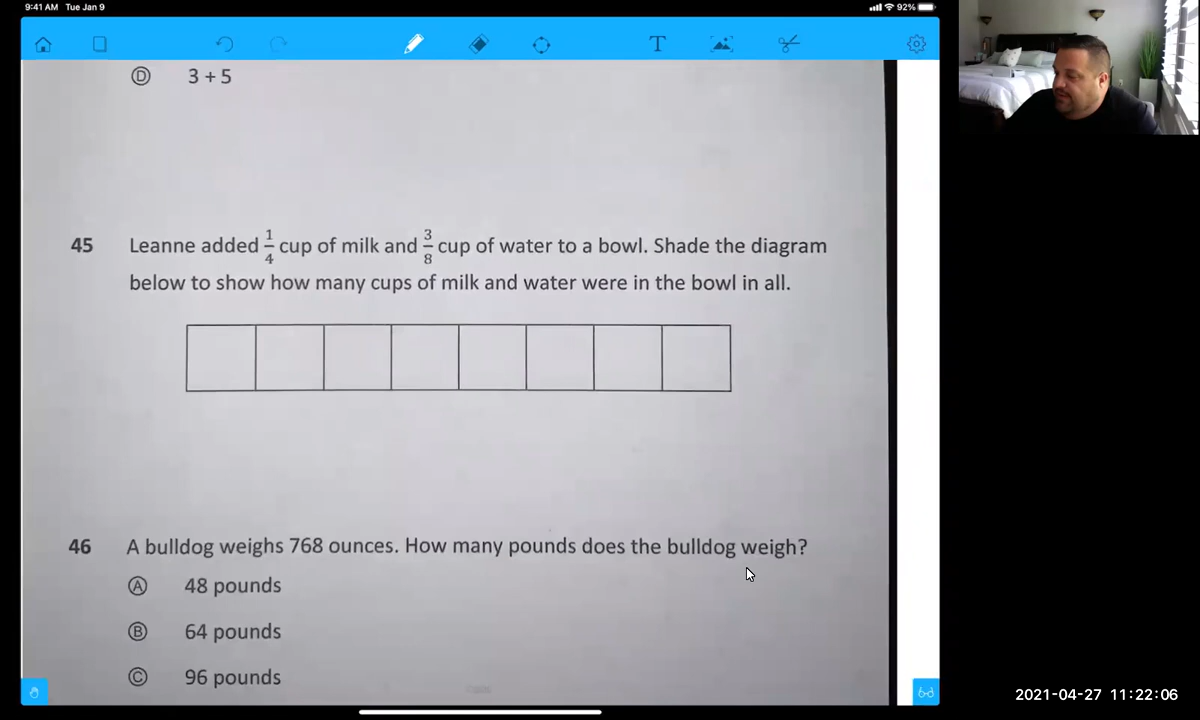 9:41 AM Tue Jan 9
92%
T
D 3 + 5
45 Leanne added 1/4 cup of milk and 3/8 cup of water to a bowl. Shade the diagram
below to show how many cups of milk and water were in the bowl in all.
46 A bulldog weighs 768 ounces. How many pounds does the bulldog weigh?
A 48 pounds
B 64 pounds
C 96 pounds
2021-04-27 11:22:06